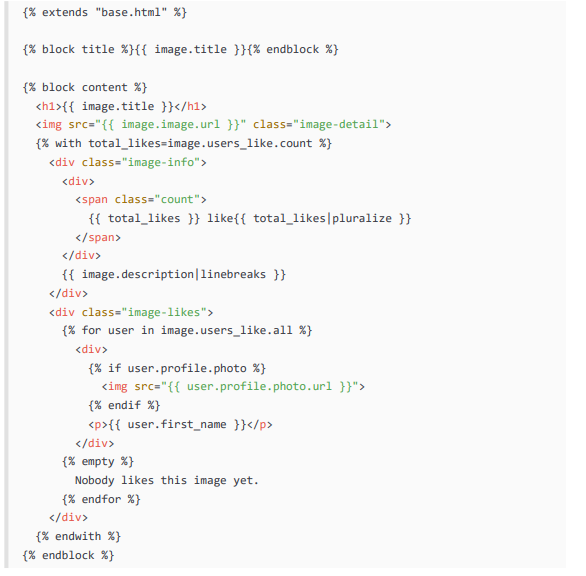 {% extends "base.html" %}
{% block title %}{{ image.title }}{% endblock %}
{% block content %}
<h1>{{ image.title }}</h1>
<img src="{{ image.image.url }}" class="image-detail">
{% with total_likes=image.users_like.count %}
<div class="image-info">
<div>
<span class="count">
{{ total_likes }} like{{ total_likes|pluralize }}
</span>
</div>
{{ image.description|linebreaks }}
</div>
<div class="image-likes">
{% for user in image.users_like.all %}
<div>
{% if user.profile.photo %}
<img src="{{ user.profile.photo.url }}">
{% endif %}
<p>{{ user.first_name }}</p>
</div>
{% empty %}
Nobody likes this image yet.
{% endfor %}
</div>
{% endwith %}
{% endblock %}